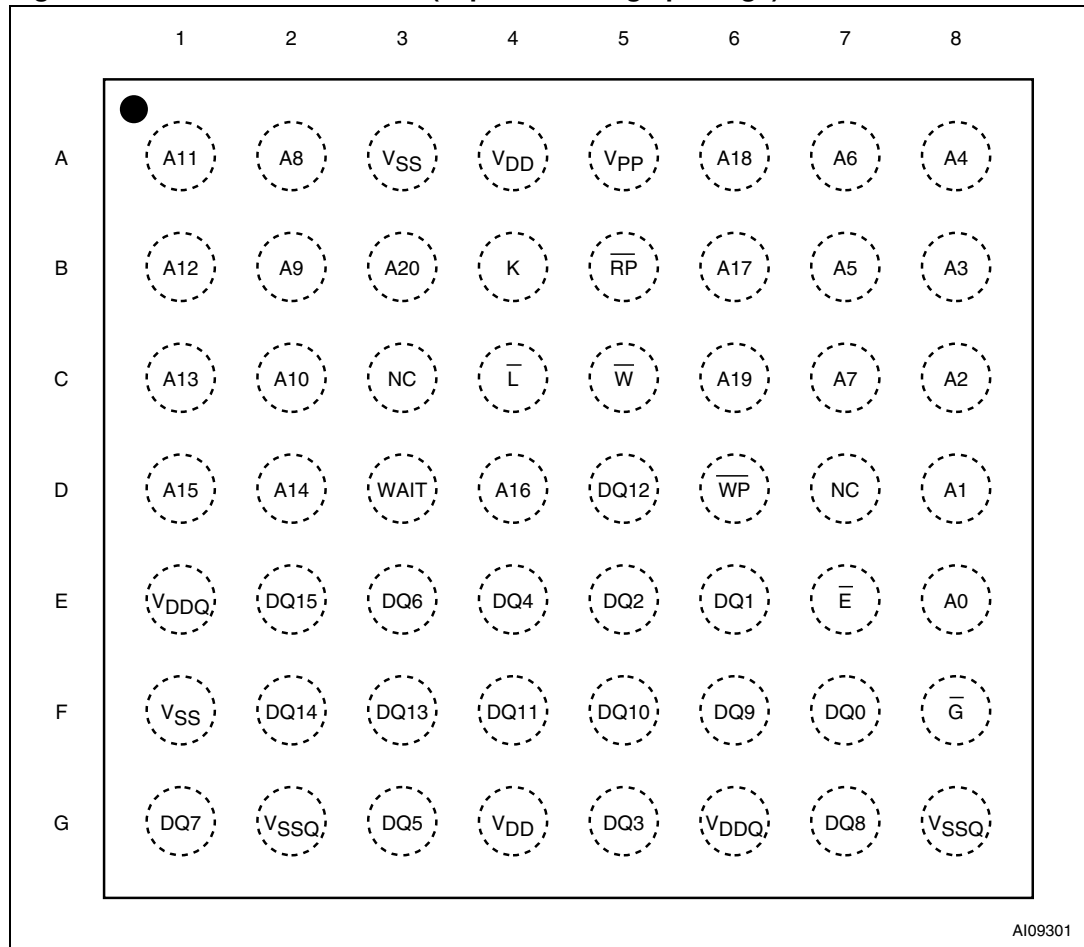 1 2 3 4 5 6 7 8
A A11 A8 VSS VDD VPP A18 A6 A4
B A12 A9 A20 K R̅P̅ A17 A5 A3
C A13 A10 NC L̅ W̅ A19 A7 A2
D A15 A14 WAIT A16 DQ12 W̅P̅ NC A1
E VDDQ DQ15 DQ6 DQ4 DQ2 DQ1 E̅ A0
F VSS DQ14 DQ13 DQ11 DQ10 DQ9 DQ0 G̅
G DQ7 VSSQ DQ5 VDD DQ3 VDDQ DQ8 VSSQ
AI09301